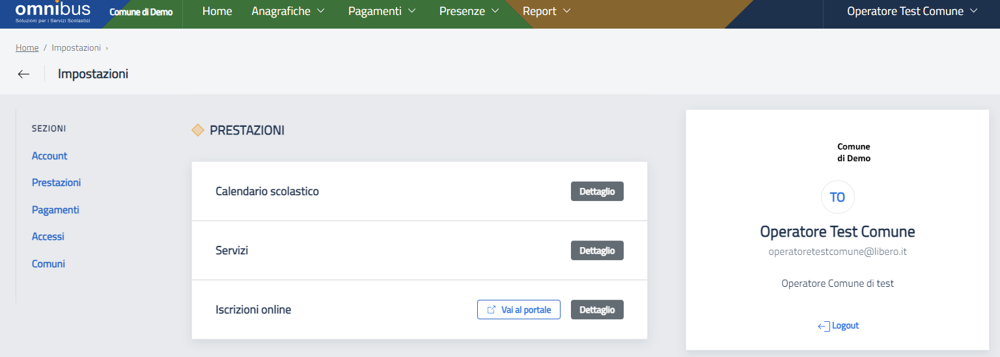 omnibus
Soluzioni per i Servizi Scolastici
Comune di Demo
Home
Anagrafiche
Pagamenti
Presenze
Report
Operatore Test Comune
Home / Impostazioni ›
Impostazioni
SEZIONI
Account
Prestazioni
Pagamenti
Accessi
Comuni
PRESTAZIONI
Calendario scolastico
Dettaglio
Servizi
Dettaglio
Iscrizioni online
Vai al portale
Dettaglio
Comune
di Demo
TO
Operatore Test Comune
operatoretestcomune@libero.it
Operatore Comune di test
Logout